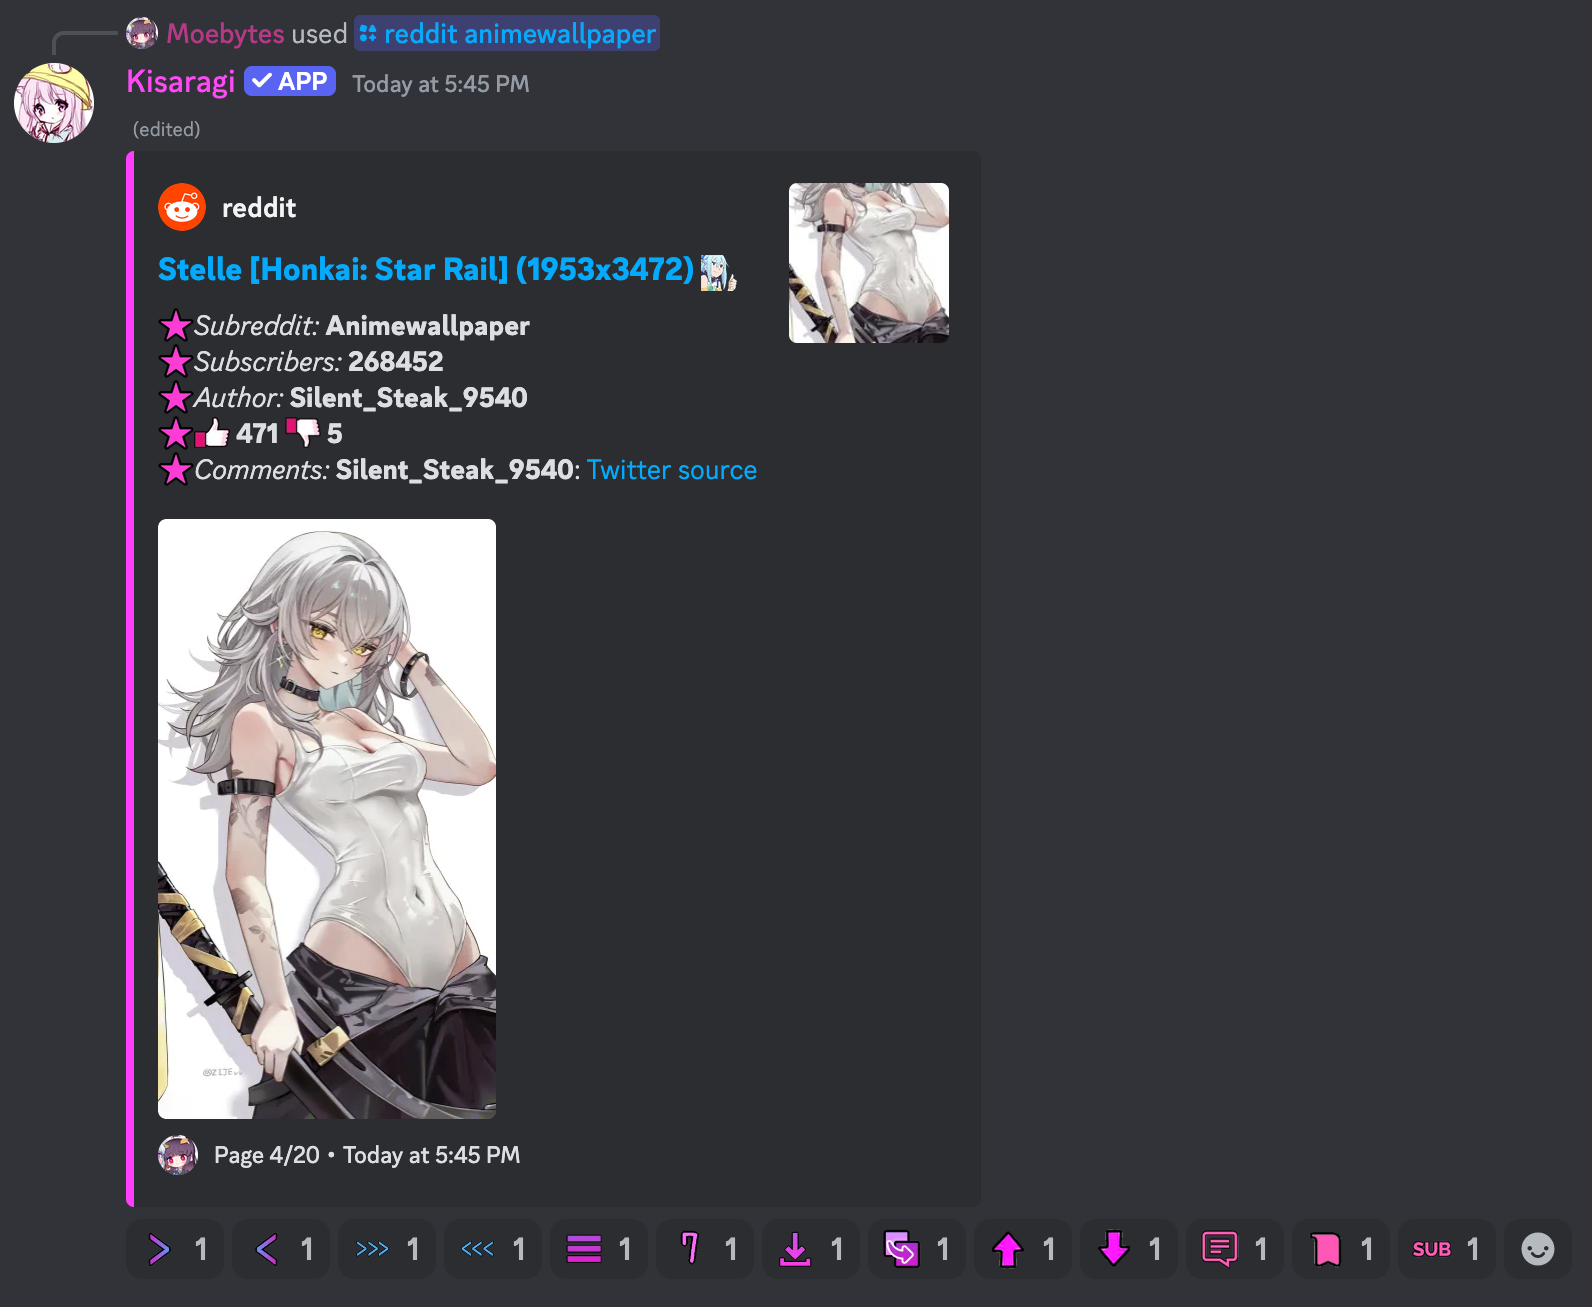 Moebytes used reddit animewallpaper
Kisaragi APP Today at 5:45 PM
(edited)
reddit
Stelle [Honkai: Star Rail] (1953x3472)
Subreddit: Animewallpaper
Subscribers: 268452
Author: Silent_Steak_9540
471 5
Comments: Silent_Steak_9540: Twitter source
Page 4/20 • Today at 5:45 PM
> 1 < 1 >>> 1 <<< 1 1 7 1 1 1 1 1 1 1 SUB 1